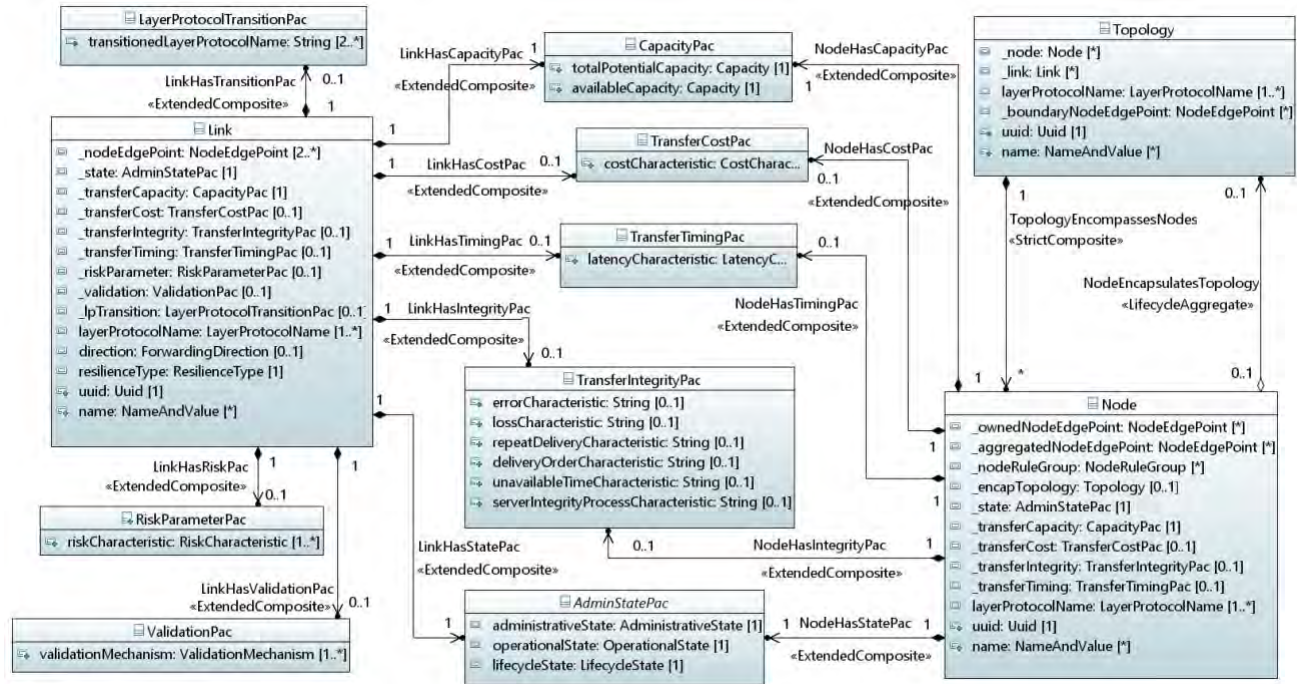 LayerProtocolTransitionPac
transitionedLayerProtocolName: String [2..*]
LinkHasTransitionPac
0..1
«ExtendedComposite»
1
Link
_nodeEdgePoint: NodeEdgePoint [2..*]
_state: AdminStatePac [1]
_transferCapacity: CapacityPac [1]
_transferCost: TransferCostPac [0..1]
_transferIntegrity: TransferIntegrityPac [0..1]
_transferTiming: TransferTimingPac [0..1]
_riskParameter: RiskParameterPac [0..1]
_validation: ValidationPac [0..1]
_lpTransition: LayerProtocolTransitionPac [0..1
layerProtocolName: LayerProtocolName [1..*]
direction: ForwardingDirection [0..1]
resilienceType: ResilienceType [1]
uuid: Uuid [1]
name: NameAndValue [*]
LinkHasCapacityPac
1
«ExtendedComposite»
1
CapacityPac
totalPotentialCapacity: Capacity [1]
availableCapacity: Capacity [1]
NodeHasCapacityPac
«ExtendedComposite»
1
1
LinkHasCostPac
0..1
«ExtendedComposite»
TransferCostPac
costCharacteristic: CostCharac...
NodeHasCostPac
0..1
«ExtendedComposite»
1
LinkHasTimingPac
0..1
«ExtendedComposite»
TransferTimingPac
latencyCharacteristic: LatencyC...
0..1
NodeHasTimingPac
«ExtendedComposite»
1
LinkHasIntegrityPac
«ExtendedComposite»
0..1
TransferIntegrityPac
errorCharacteristic: String [0..1]
lossCharacteristic: String [0..1]
repeatDeliveryCharacteristic: String [0..1]
deliveryOrderCharacteristic: String [0..1]
unavailableTimeCharacteristic: String [0..1]
serverIntegrityProcessCharacteristic: String [0..1]
Topology
_node: Node [*]
_link: Link [*]
layerProtocolName: LayerProtocolName [1..*]
_boundaryNodeEdgePoint: NodeEdgePoint [*]
uuid: Uuid [1]
name: NameAndValue [*]
1
0..1
TopologyEncompassesNodes
«StrictComposite»
NodeEncapsulatesTopology
«LifecycleAggregate»
*
0..1
1
1
1
Node
_ownedNodeEdgePoint: NodeEdgePoint [*]
_aggregatedNodeEdgePoint: NodeEdgePoint [*]
_nodeRuleGroup: NodeRuleGroup [*]
_encapTopology: Topology [0..1]
_state: AdminStatePac [1]
_transferCapacity: CapacityPac [1]
_transferCost: TransferCostPac [0..1]
_transferIntegrity: TransferIntegrityPac [0..1]
_transferTiming: TransferTimingPac [0..1]
layerProtocolName: LayerProtocolName [1..*]
uuid: Uuid [1]
name: NameAndValue [*]
1
LinkHasRiskPac
1
«ExtendedComposite»
0..1
1
RiskParameterPac
riskCharacteristic: RiskCharacteristic [1..*]
LinkHasValidationPac
«ExtendedComposite»
0..1
ValidationPac
validationMechanism: ValidationMechanism [1..*]
LinkHasStatePac
«ExtendedComposite»
1
0..1
NodeHasIntegrityPac
1
«ExtendedComposite»
AdminStatePac
administrativeState: AdministrativeState [1]
operationalState: OperationalState [1]
lifecycleState: LifecycleState [1]
1
NodeHasStatePac
1
«ExtendedComposite»